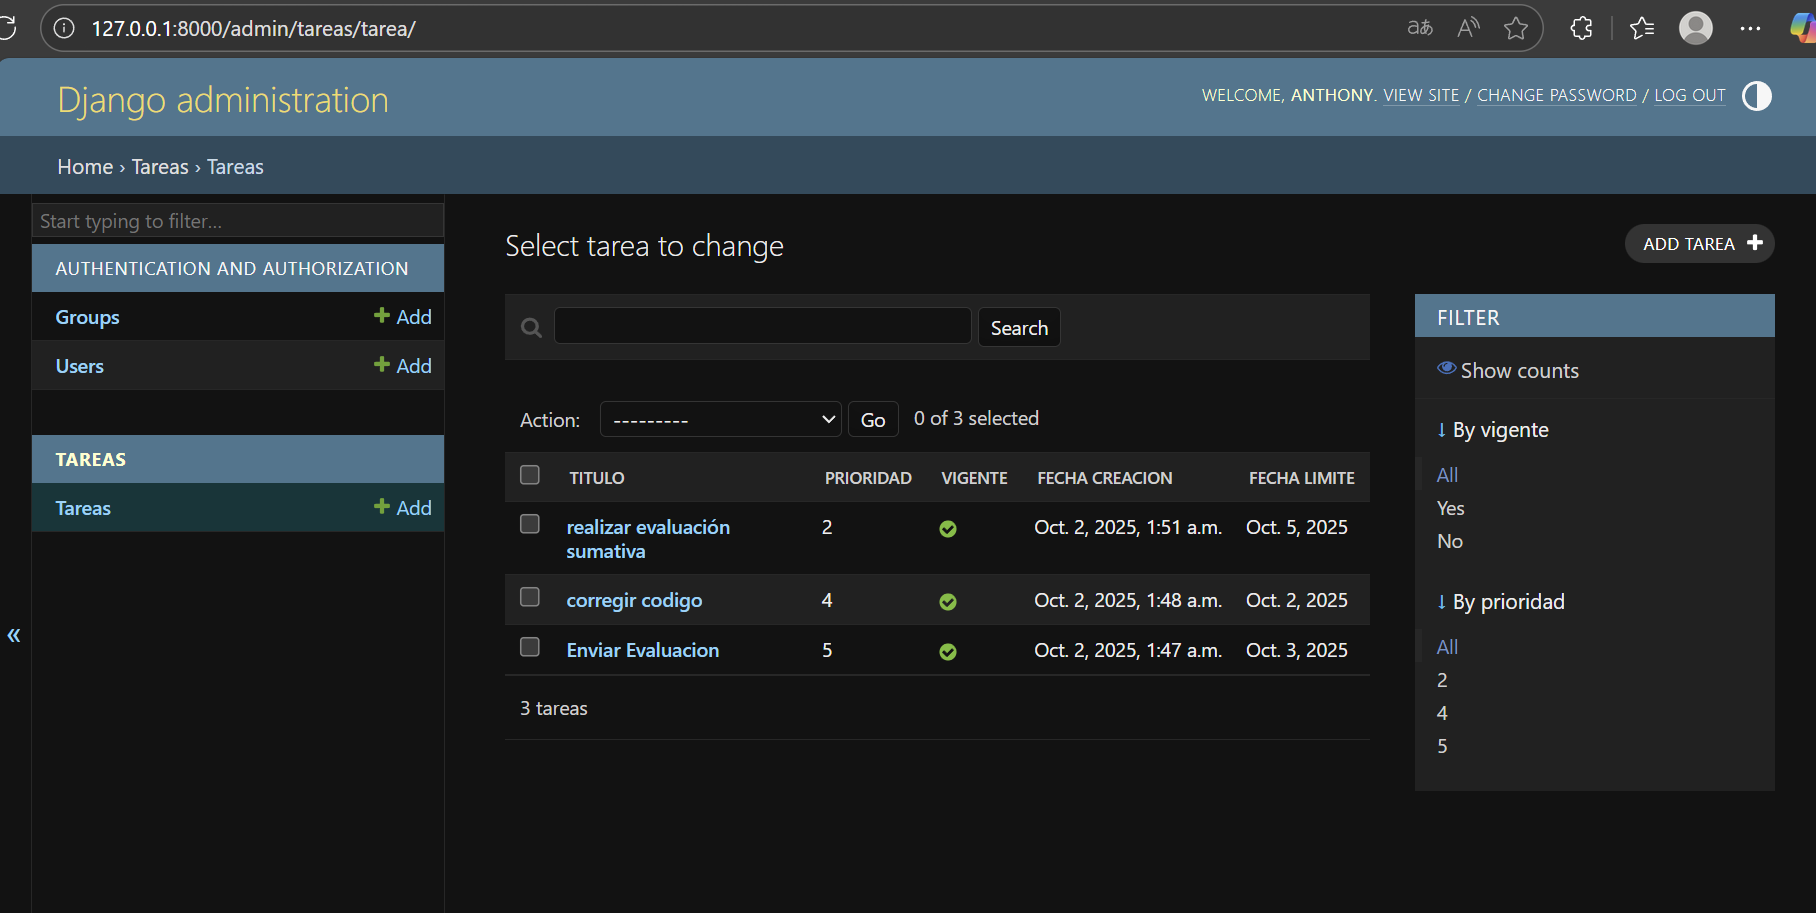 127.0.0.1:8000/admin/tareas/tarea/
Django administration
WELCOME, ANTHONY. VIEW SITE / CHANGE PASSWORD / LOG OUT
Home › Tareas › Tareas
Start typing to filter...
AUTHENTICATION AND AUTHORIZATION
Groups + Add
Users + Add
TAREAS
Tareas + Add
«
Select tarea to change
ADD TAREA +
Search
Action: --------- Go 0 of 3 selected
TITULO PRIORIDAD VIGENTE FECHA CREACION FECHA LIMITE
realizar evaluación sumativa 2 Oct. 2, 2025, 1:51 a.m. Oct. 5, 2025
corregir codigo 4 Oct. 2, 2025, 1:48 a.m. Oct. 2, 2025
Enviar Evaluacion 5 Oct. 2, 2025, 1:47 a.m. Oct. 3, 2025
3 tareas
FILTER
Show counts
↓ By vigente
All
Yes
No
↓ By prioridad
All
2
4
5